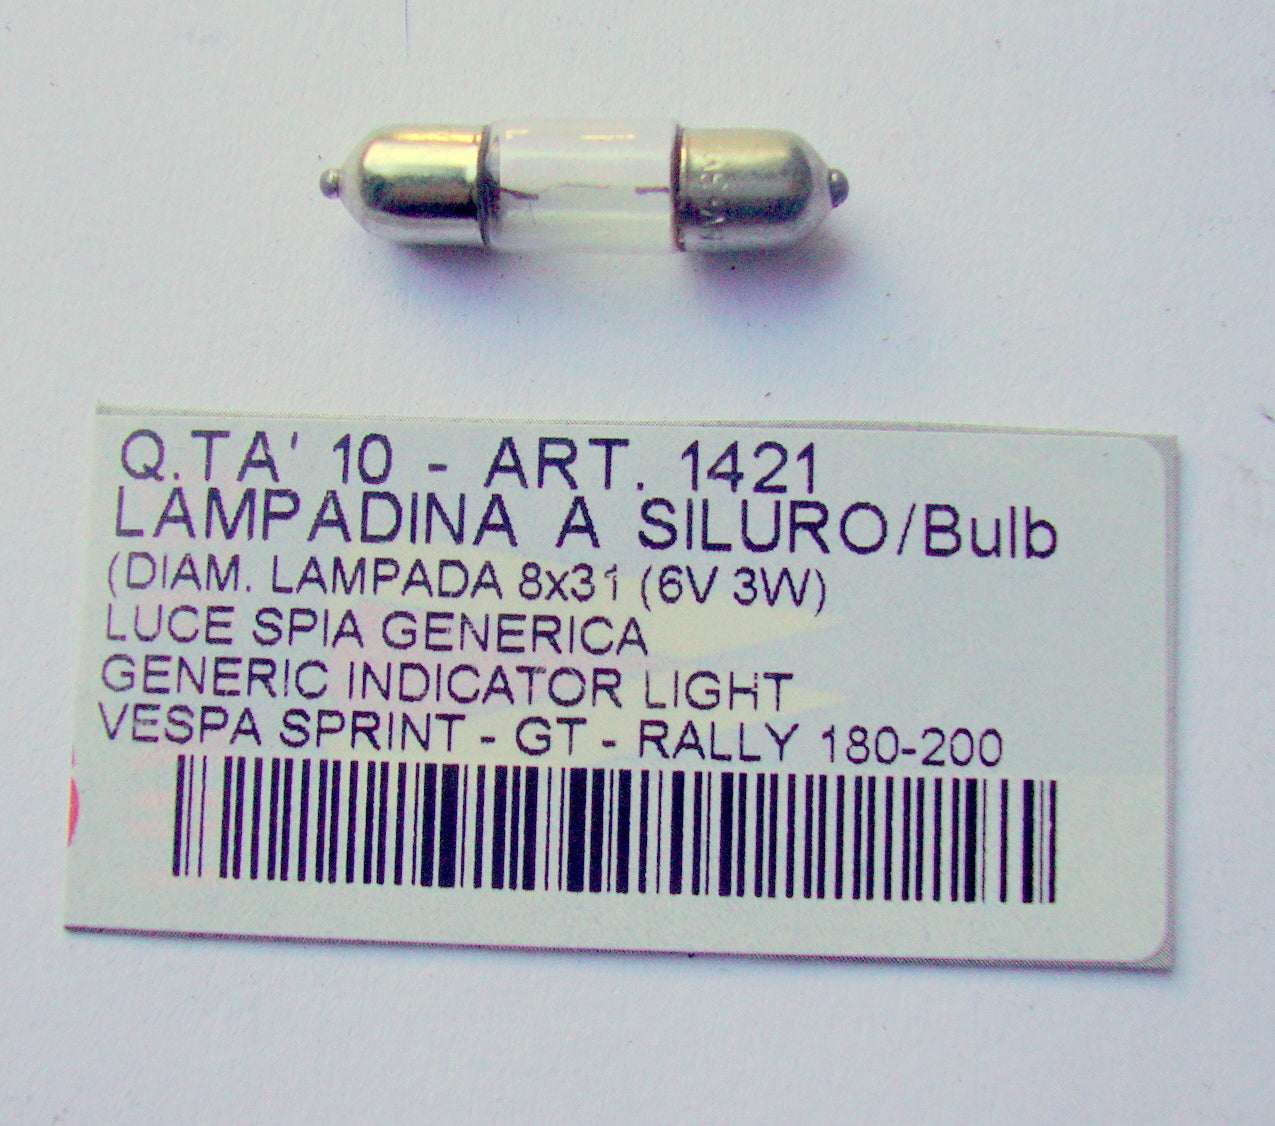 Q.TA' 10 - ART. 1421
LAMPADINA A SILURO/Bulb
(DIAM. LAMPADA 8x31 (6V 3W)
LUCE SPIA GENERICA
GENERIC INDICATOR LIGHT
VESPA SPRINT - GT - RALLY 180-200